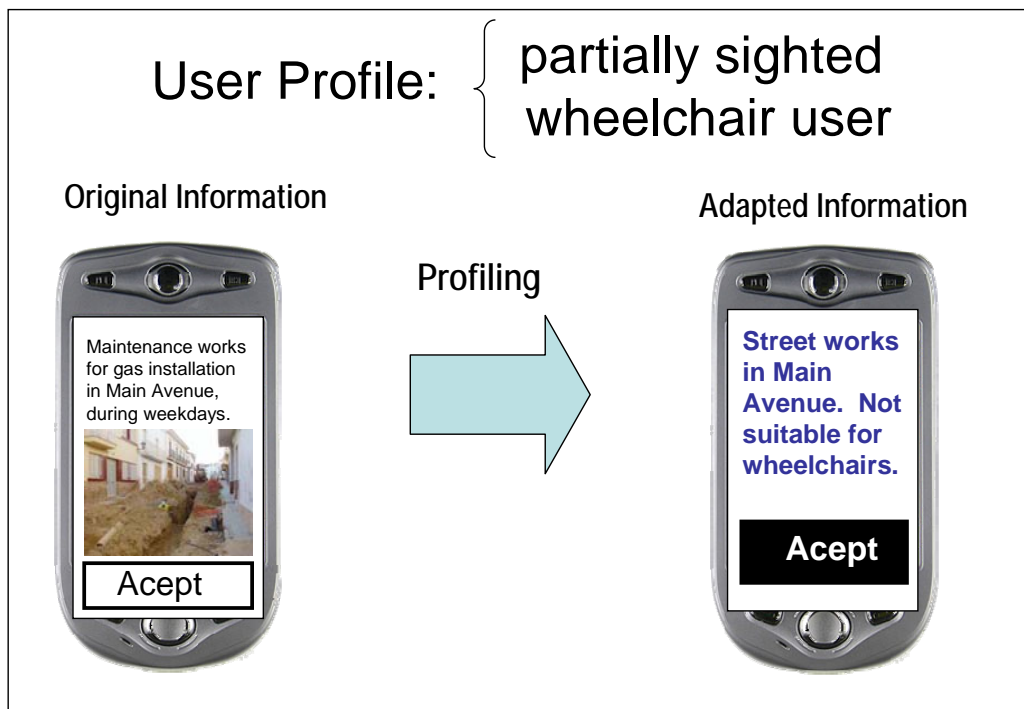 User Profile:
partially sighted
wheelchair user
Original Information
Adapted Information
Profiling
Maintenance works
for gas installation
in Main Avenue,
during weekdays.
Acept
Street works
in Main
Avenue. Not
suitable for
wheelchairs.
Acept